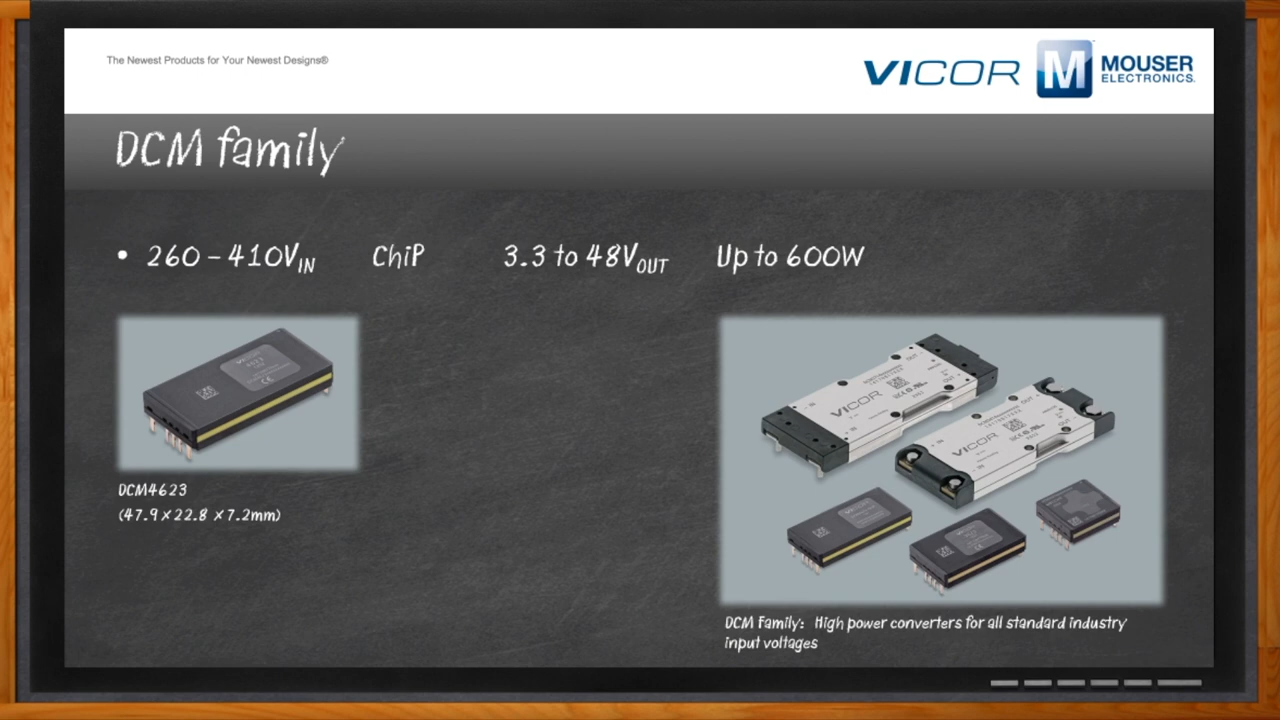 The Newest Products for Your Newest Designs®
VICOR
M
MOUSER
ELECTRONICS
DCM family
• 260 – 410VIN ChiP 3.3 to 48VOUT Up to 600W
VICOR
VICOR
DCM4623
(47.9 x 22.8 x 7.2mm)
DCM Family: High power converters for all standard industry
input voltages